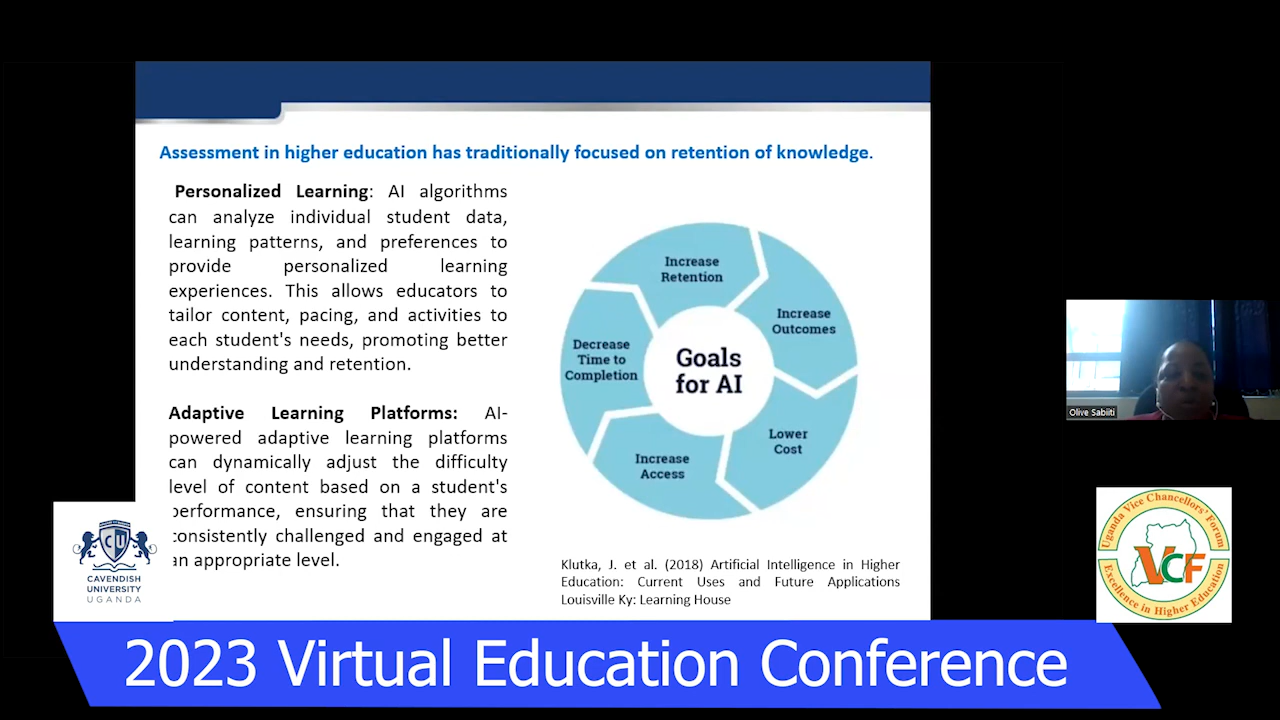 Assessment in higher education has traditionally focused on retention of knowledge.
Personalized Learning: AI algorithms
can analyze individual student data,
learning patterns, and preferences to
provide personalized learning
experiences. This allows educators to
tailor content, pacing, and activities to
each student's needs, promoting better
understanding and retention.
Adaptive Learning Platforms: AI-
powered adaptive learning platforms
can dynamically adjust the difficulty
level of content based on a student's
performance, ensuring that they are
consistently challenged and engaged at
an appropriate level.
Increase
Retention
Increase
Outcomes
Lower
Cost
Increase
Access
Decrease
Time to
Completion
Goals
for AI
Klutka, J. et al. (2018) Artificial Intelligence in Higher
Education: Current Uses and Future Applications
Louisville Ky: Learning House
Olive Sabiiti
CU
CAVENDISH
UNIVERSITY
UGANDA
Uganda Vice Chancellors' Forum
VCF
Excellence in Higher Education
2023 Virtual Education Conference